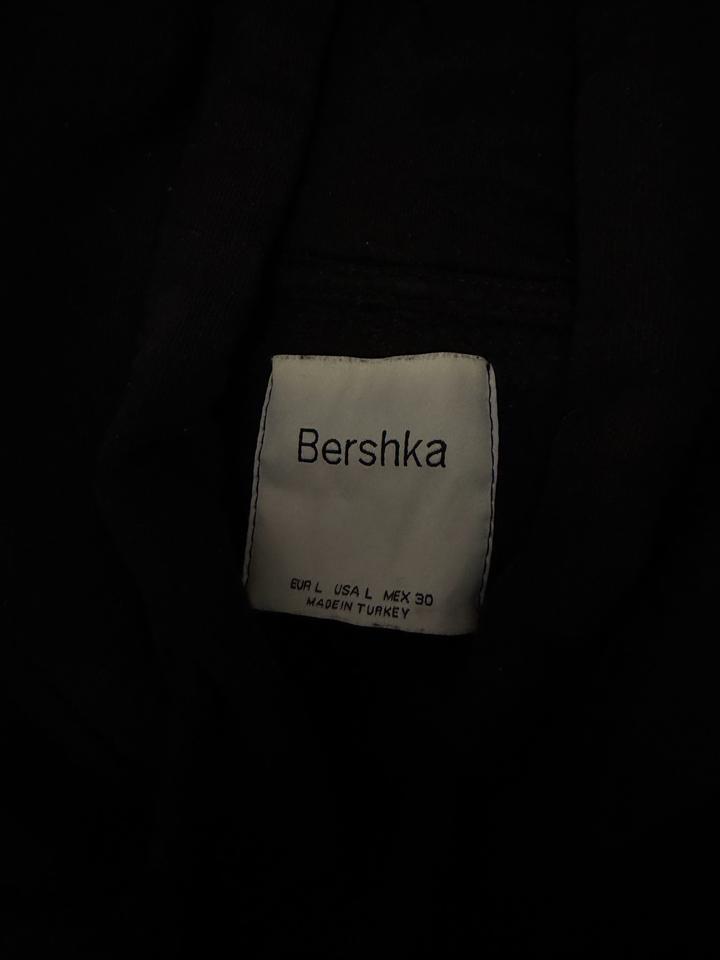 Bershka
EUR L USA L MEX 30
MADE IN TURKEY